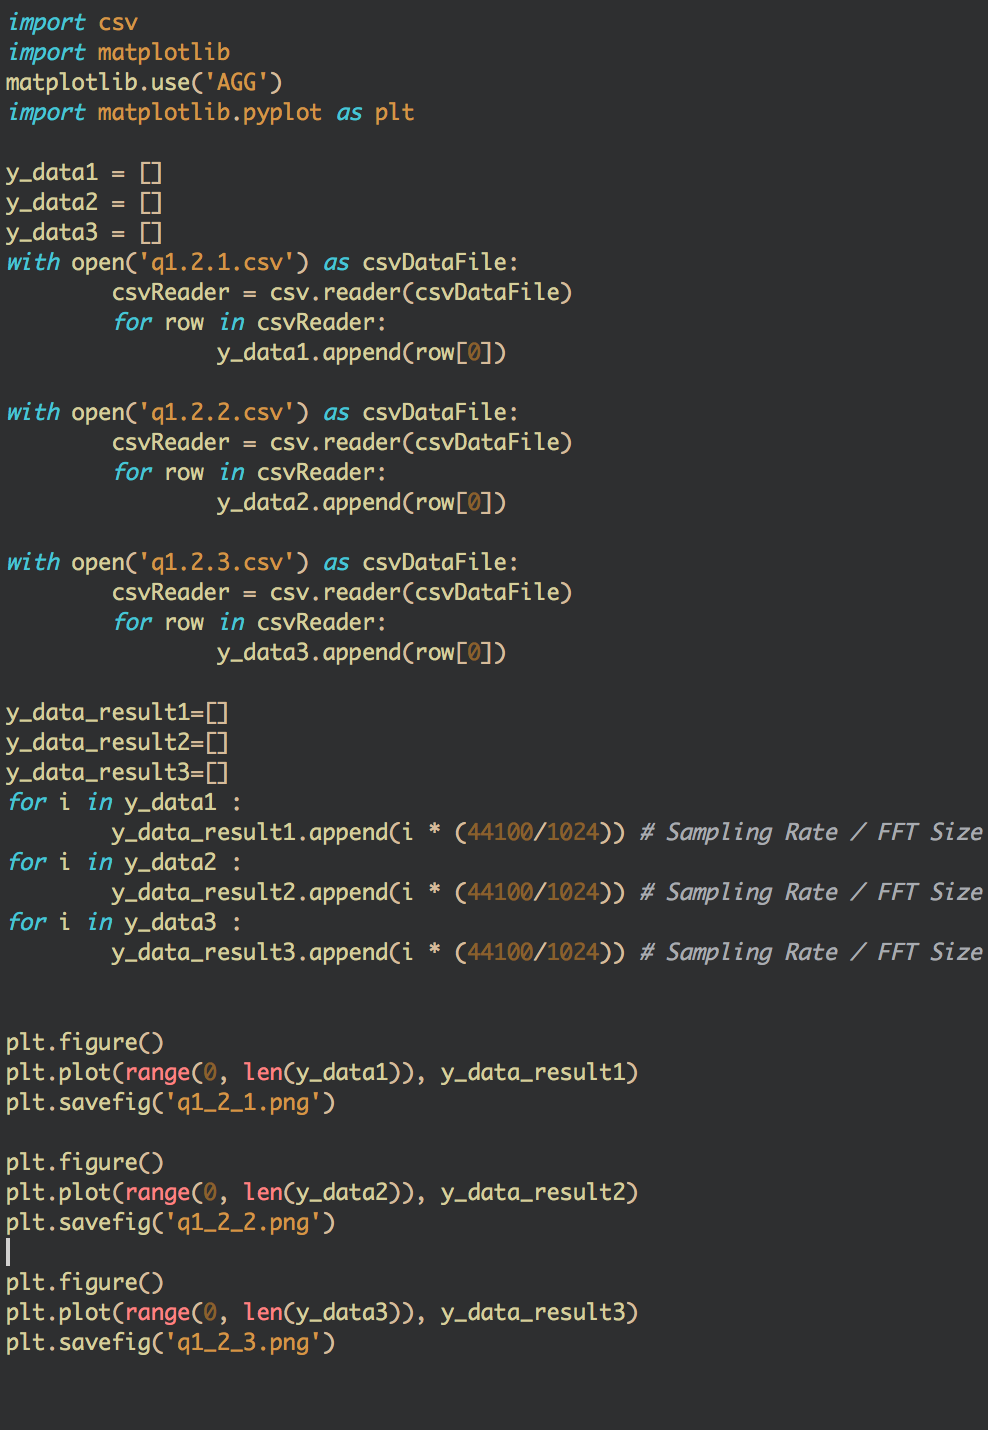 import csv
import matplotlib
matplotlib.use('AGG')
import matplotlib.pyplot as plt

y_data1 = []
y_data2 = []
y_data3 = []
with open('q1.2.1.csv') as csvDataFile:
        csvReader = csv.reader(csvDataFile)
        for row in csvReader:
                y_data1.append(row[0])

with open('q1.2.2.csv') as csvDataFile:
        csvReader = csv.reader(csvDataFile)
        for row in csvReader:
                y_data2.append(row[0])

with open('q1.2.3.csv') as csvDataFile:
        csvReader = csv.reader(csvDataFile)
        for row in csvReader:
                y_data3.append(row[0])

y_data_result1=[]
y_data_result2=[]
y_data_result3=[]
for i in y_data1 :
        y_data_result1.append(i * (44100/1024)) # Sampling Rate / FFT Size
for i in y_data2 :
        y_data_result2.append(i * (44100/1024)) # Sampling Rate / FFT Size
for i in y_data3 :
        y_data_result3.append(i * (44100/1024)) # Sampling Rate / FFT Size


plt.figure()
plt.plot(range(0, len(y_data1)), y_data_result1)
plt.savefig('q1_2_1.png')

plt.figure()
plt.plot(range(0, len(y_data2)), y_data_result2)
plt.savefig('q1_2_2.png')

plt.figure()
plt.plot(range(0, len(y_data3)), y_data_result3)
plt.savefig('q1_2_3.png')